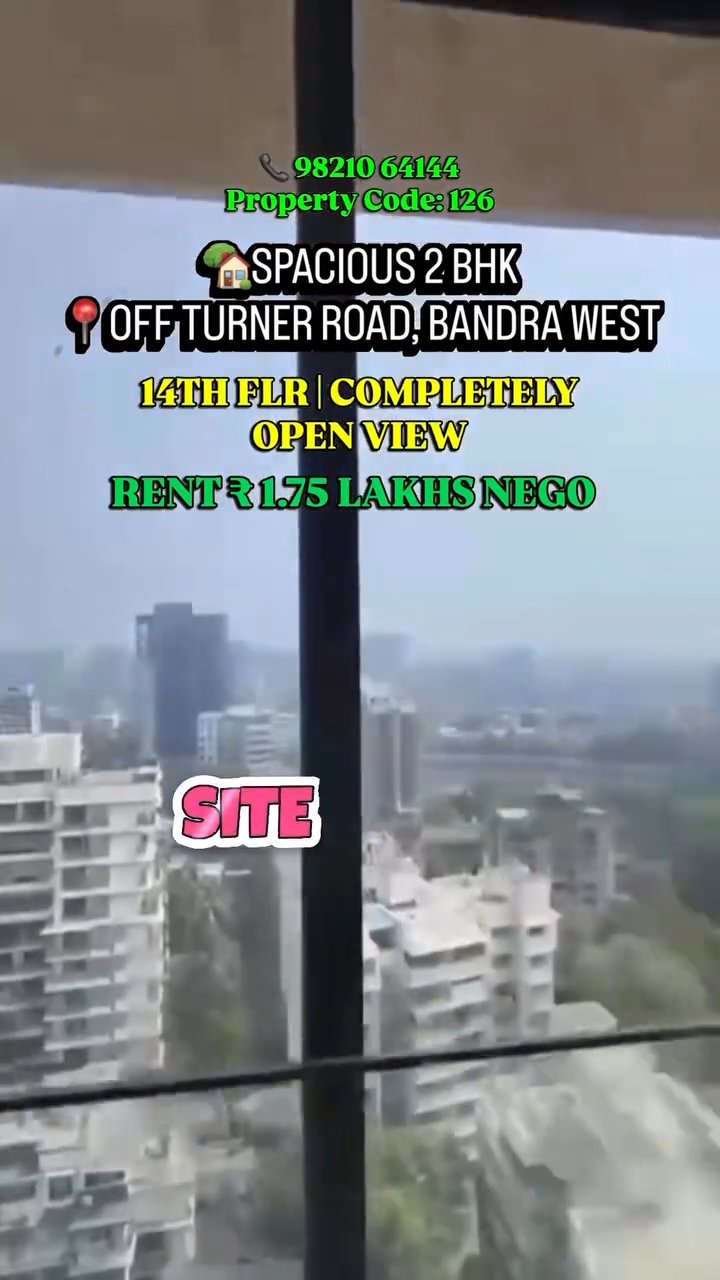 📞98210 64144
Property Code: 126
🏡SPACIOUS 2 BHK
📍OFF TURNER ROAD, BANDRA WEST
14TH FLR | COMPLETELY
OPEN VIEW
RENT ₹ 1.75 LAKHS NEGO
SITE